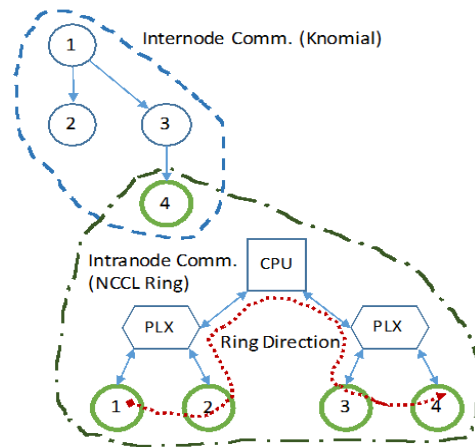 1
Internode Comm. (Knomial)
2
3
4
Intranode Comm.
(NCCL Ring)
CPU
PLX
Ring Direction
PLX
1
2
3
4